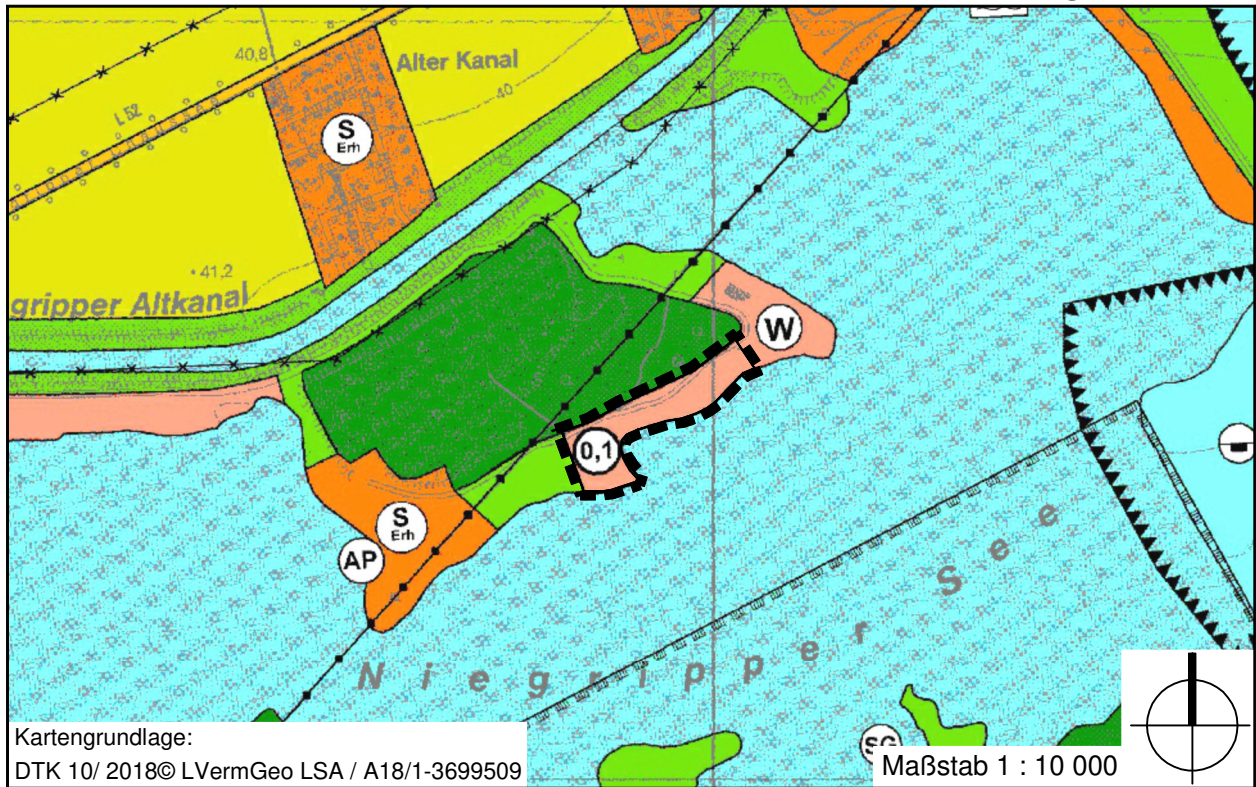 40,8
Alter Kanal
L 52
40
S
Erh
41,2
gripper Altkanal
W
0,1
S
Erh
AP
Niegripper See
SG
Kartengrundlage:
DTK 10/ 2018© LVermGeo LSA / A18/1-3699509
Maßstab 1 : 10 000